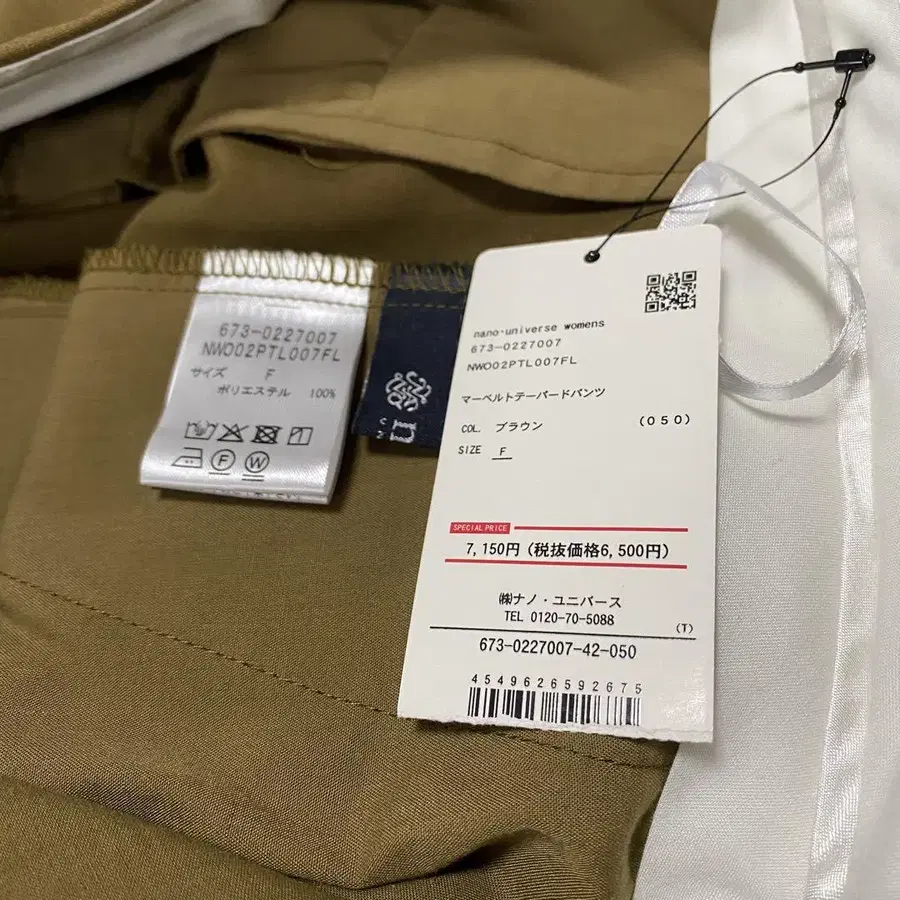 673-0227007
NWO02PTL007FL
サイズ F
ポリエステル 100%
F
W
nano・universe womens
673-0227007
NWO02PTL007FL
マーベルトテーパードパンツ
COL. ブラウン (050)
SIZE F
SPECIAL PRICE
7,150円 (税抜価格6,500円)
㈱ナノ・ユニバース
TEL 0120-70-5088
(T)
673-0227007-42-050
4549626592675